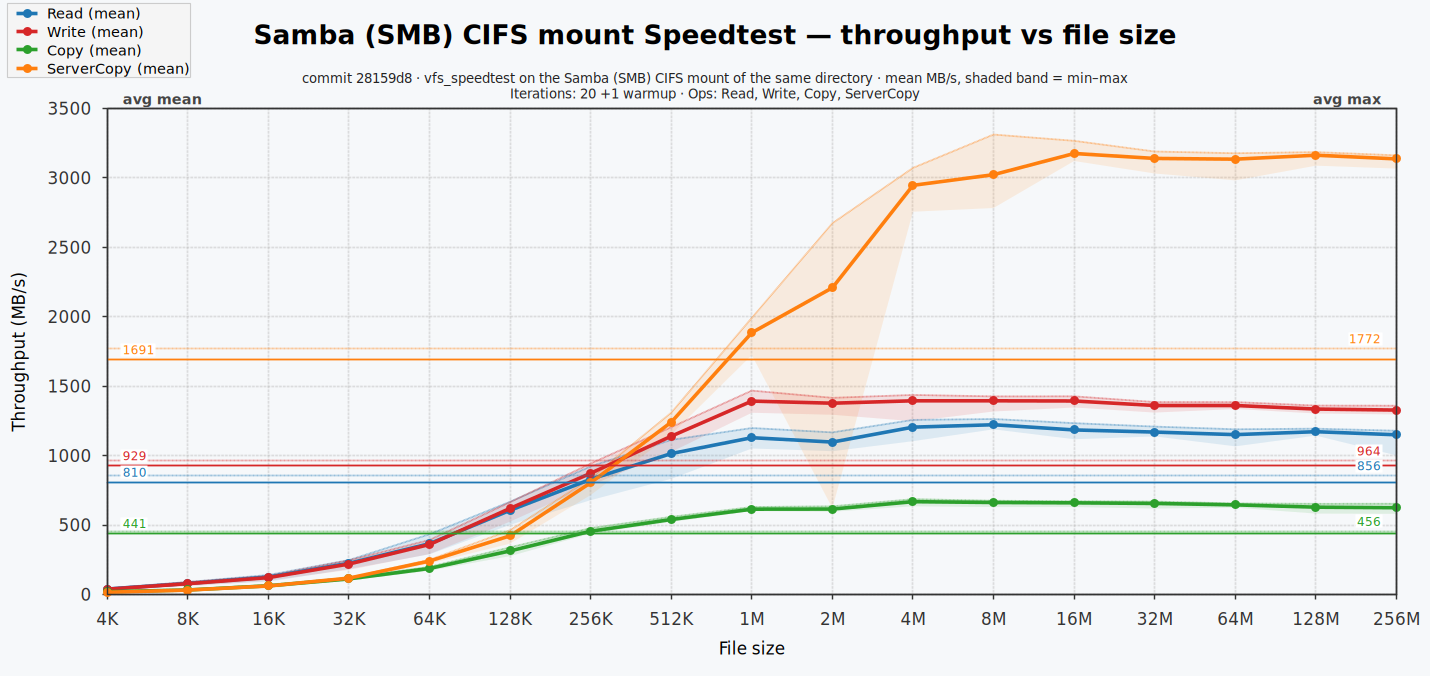 Read (mean)
Write (mean)
Copy (mean)
ServerCopy (mean)
Samba (SMB) CIFS mount Speedtest — throughput vs file size
commit 28159d8 · vfs_speedtest on the Samba (SMB) CIFS mount of the same directory · mean MB/s, shaded band = min–max
Iterations: 20 +1 warmup · Ops: Read, Write, Copy, ServerCopy
avg mean
avg max
3500
3000
2500
2000
1500
1000
500
0
Throughput (MB/s)
1691
1772
929
964
810
856
441
456
4K 8K 16K 32K 64K 128K 256K 512K 1M 2M 4M 8M 16M 32M 64M 128M 256M
File size